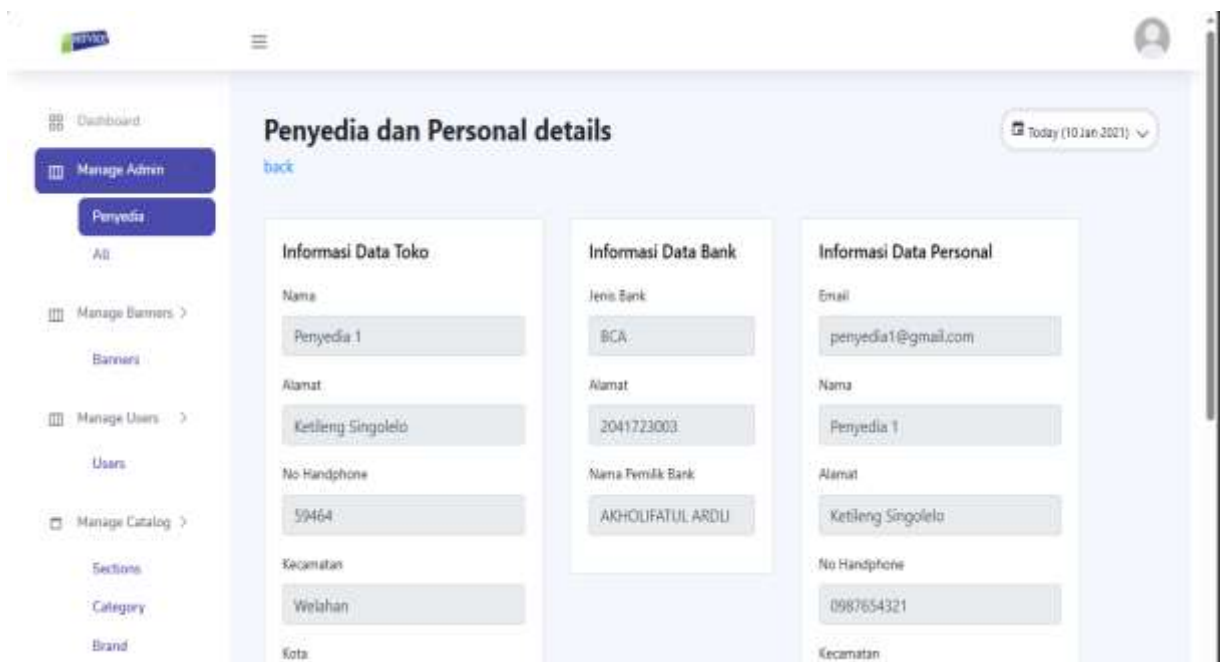 SERVICE
Dashboard
Manage Admin
Penyedia
All
Manage Banners
Banners
Manage Users
Users
Manage Catalog
Sections
Category
Brand
Penyedia dan Personal details
back
Today (10 Jan 2021)
Informasi Data Toko
Nama
Penyedia 1
Alamat
Ketileng Singolelo
No Handphone
59464
Kecamatan
Welahan
Kota
Informasi Data Bank
Jenis Bank
BCA
Alamat
2041723003
Nama Pemilik Bank
AKHOLIFATUL ARDLI
Informasi Data Personal
Email
penyedia1@gmail.com
Nama
Penyedia 1
Alamat
Ketileng Singolelo
No Handphone
0987654321
Kecamatan